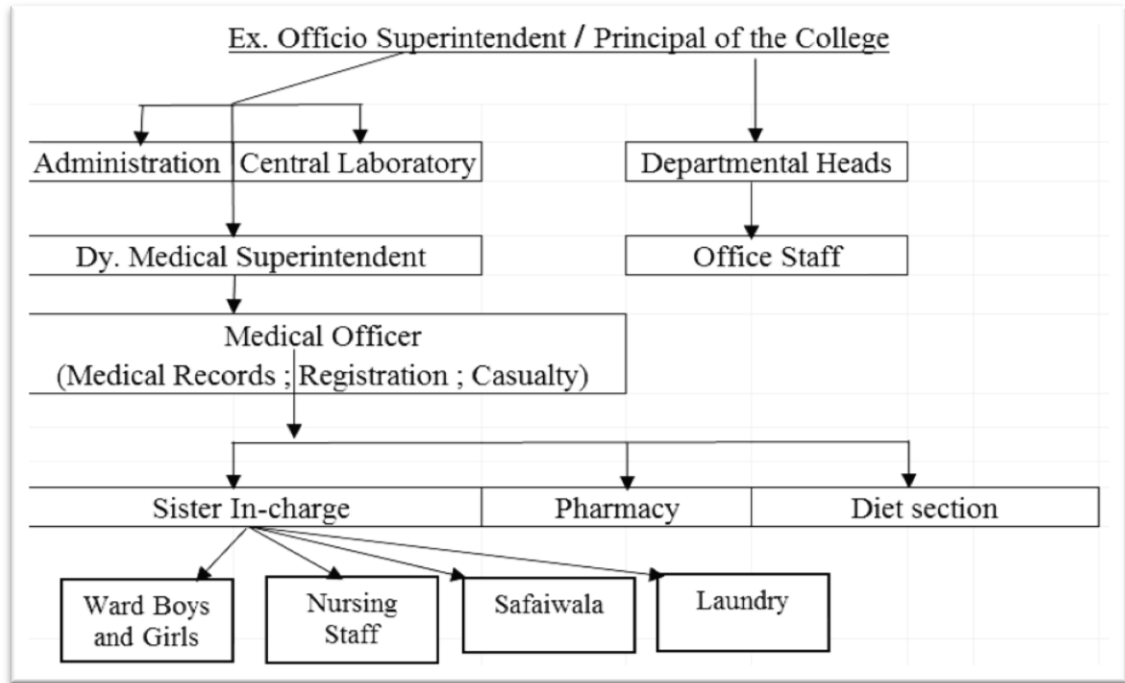 Ex. Officio Superintendent / Principal of the College
Administration Central Laboratory Departmental Heads
Dy. Medical Superintendent Office Staff
Medical Officer
(Medical Records ; Registration ; Casualty)
Sister In-charge Pharmacy Diet section
Ward Boys
and Girls
Nursing
Staff
Safaiwala
Laundry